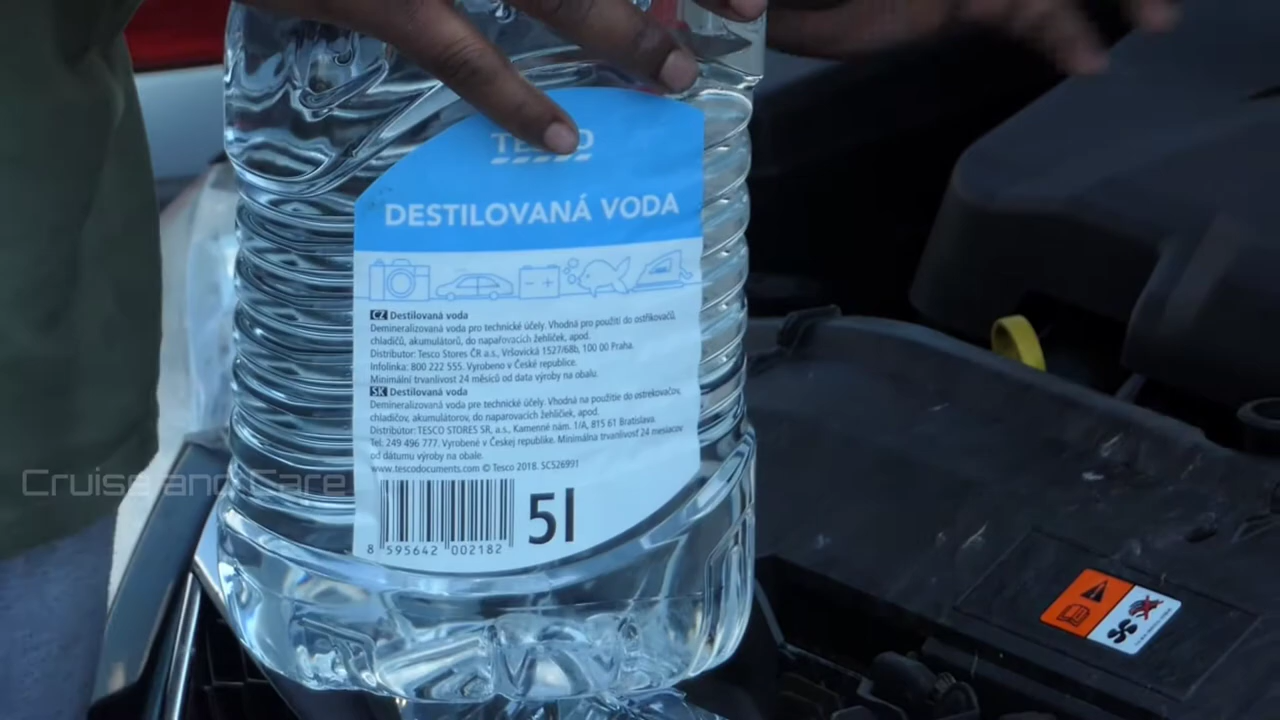 TESCO
DESTILOVANÁ VODA
CZ Destilovaná voda
Demineralizovaná voda pro technické účely. Vhodná pro použití do ostřikovačů,
chladičů, akumulátorů, do napařovacích žehliček, apod.
Distributor: Tesco Stores ČR a.s., Vršovická 1527/68b, 100 00 Praha.
Infolinka: 800 222 555. Vyrobeno v České republice.
Minimální trvanlivost 24 měsíců od data výroby na obalu.
SK Destilovaná voda
Demineralizovaná voda pre technické účely. Vhodná na použitie do ostrekovačov,
chladičov, akumulátorov, do naparovacích žehličiek, apod.
Distribútor: TESCO STORES SR, a.s., Kamenné nám. 1/A, 815 61 Bratislava.
Tel: 249 496 777. Vyrobené v Českej republike. Minimálna trvanlivosť 24 mesiacov
od dátumu výroby na obale.
www.tescodocuments.com © Tesco 2018. SC526991
Cruise and Care
5l
8 595642 002182